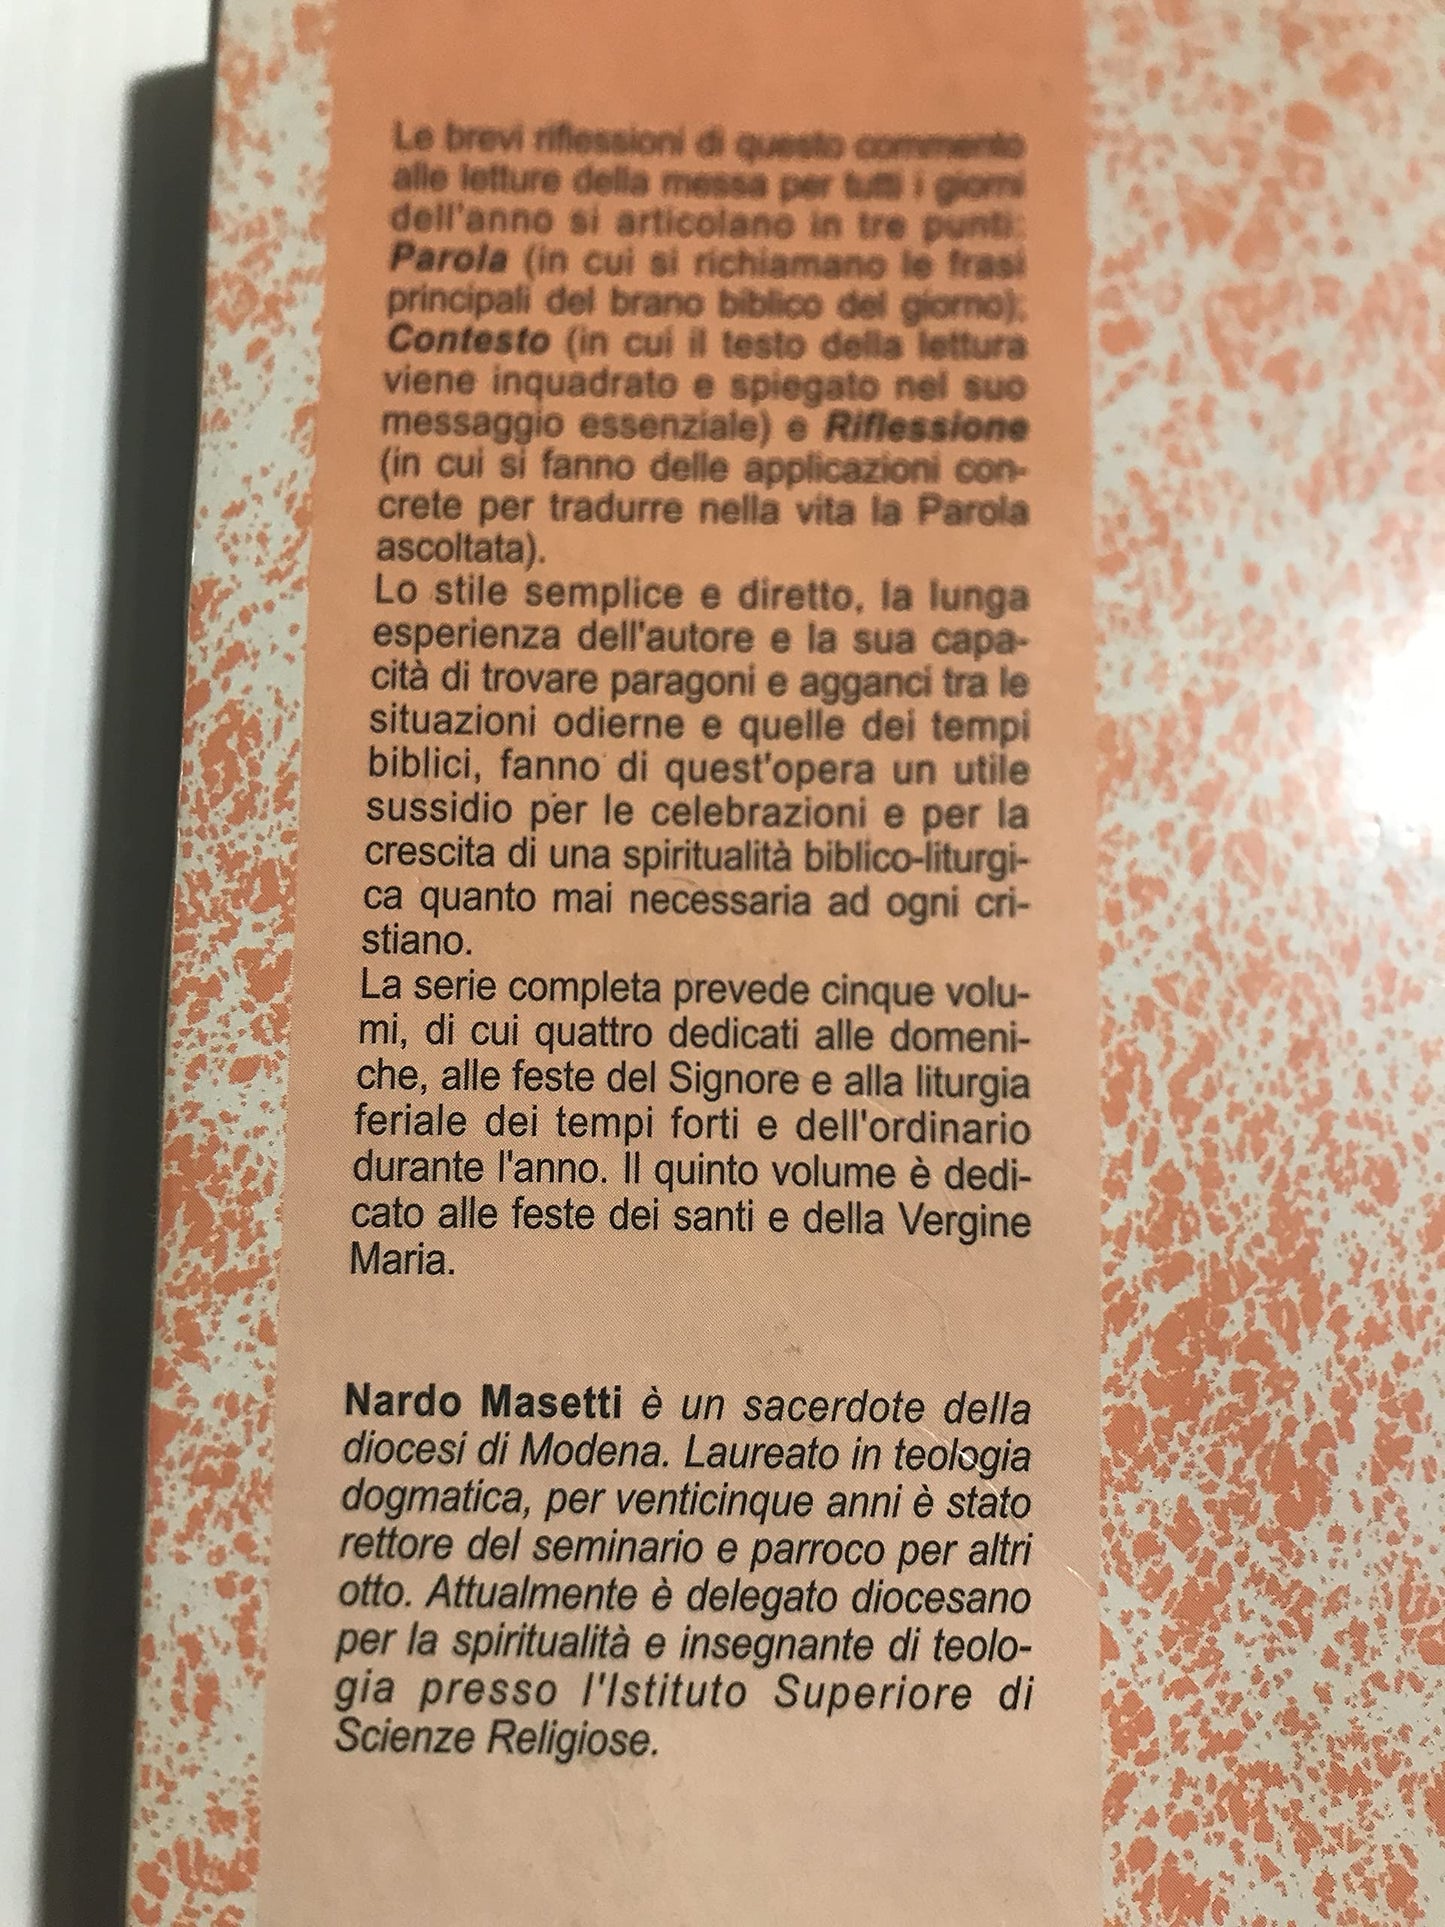 Le brevi riflessioni di questo commento
alle letture della messa per tutti i giorni
dell'anno si articolano in tre punti:
Parola (in cui si richiamano le frasi
principali del brano biblico del giorno);
Contesto (in cui il testo della lettura
viene inquadrato e spiegato nel suo
messaggio essenziale) e Riflessione
(in cui si fanno delle applicazioni con-
crete per tradurre nella vita la Parola
ascoltata).
Lo stile semplice e diretto, la lunga
esperienza dell'autore e la sua capa-
cità di trovare paragoni e agganci tra le
situazioni odierne e quelle dei tempi
biblici, fanno di quest'opera un utile
sussidio per le celebrazioni e per la
crescita di una spiritualità biblico-liturgi-
ca quanto mai necessaria ad ogni cri-
stiano.
La serie completa prevede cinque volu-
mi, di cui quattro dedicati alle domeni-
che, alle feste del Signore e alla liturgia
feriale dei tempi forti e dell'ordinario
durante l'anno. Il quinto volume è dedi-
cato alle feste dei santi e della Vergine
Maria.
Nardo Masetti è un sacerdote della
diocesi di Modena. Laureato in teologia
dogmatica, per venticinque anni è stato
rettore del seminario e parroco per altri
otto. Attualmente è delegato diocesano
per la spiritualità e insegnante di teolo-
gia presso l'Istituto Superiore di
Scienze Religiose.